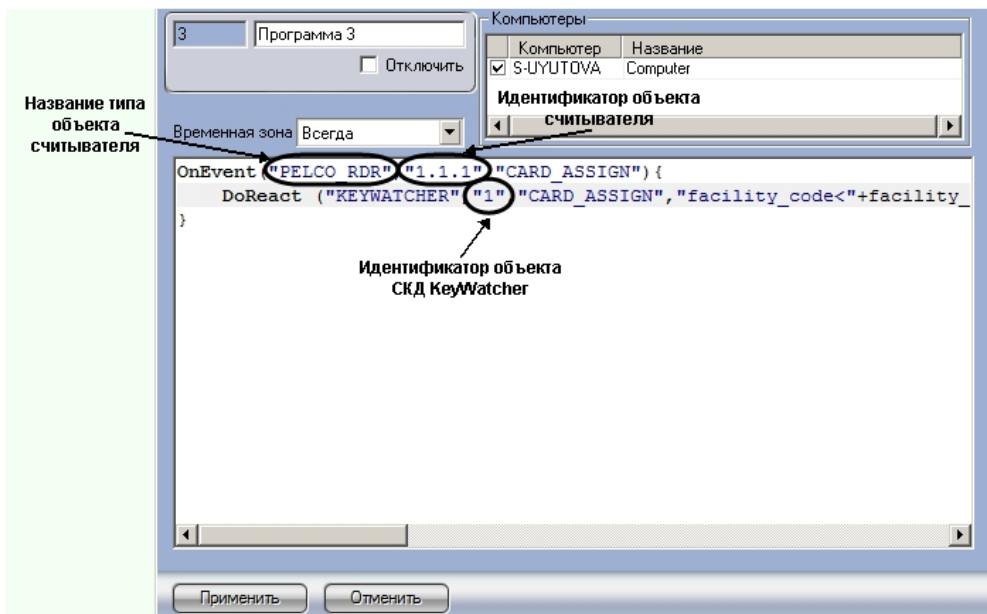 3
Программа 3
Отключить
Компьютеры
Компьютер Название
S-UYUTOVA Computer
Название типа
объекта
считывателя
Идентификатор объекта
считывателя
Временная зона Всегда
OnEvent("PELCO_RDR","1.1.1","CARD_ASSIGN"){
DoReact ("KEYWATCHER","1","CARD_ASSIGN","facility_code<"+facility_
}
Идентификатор объекта
СКД KeyWatcher
Применить Отменить